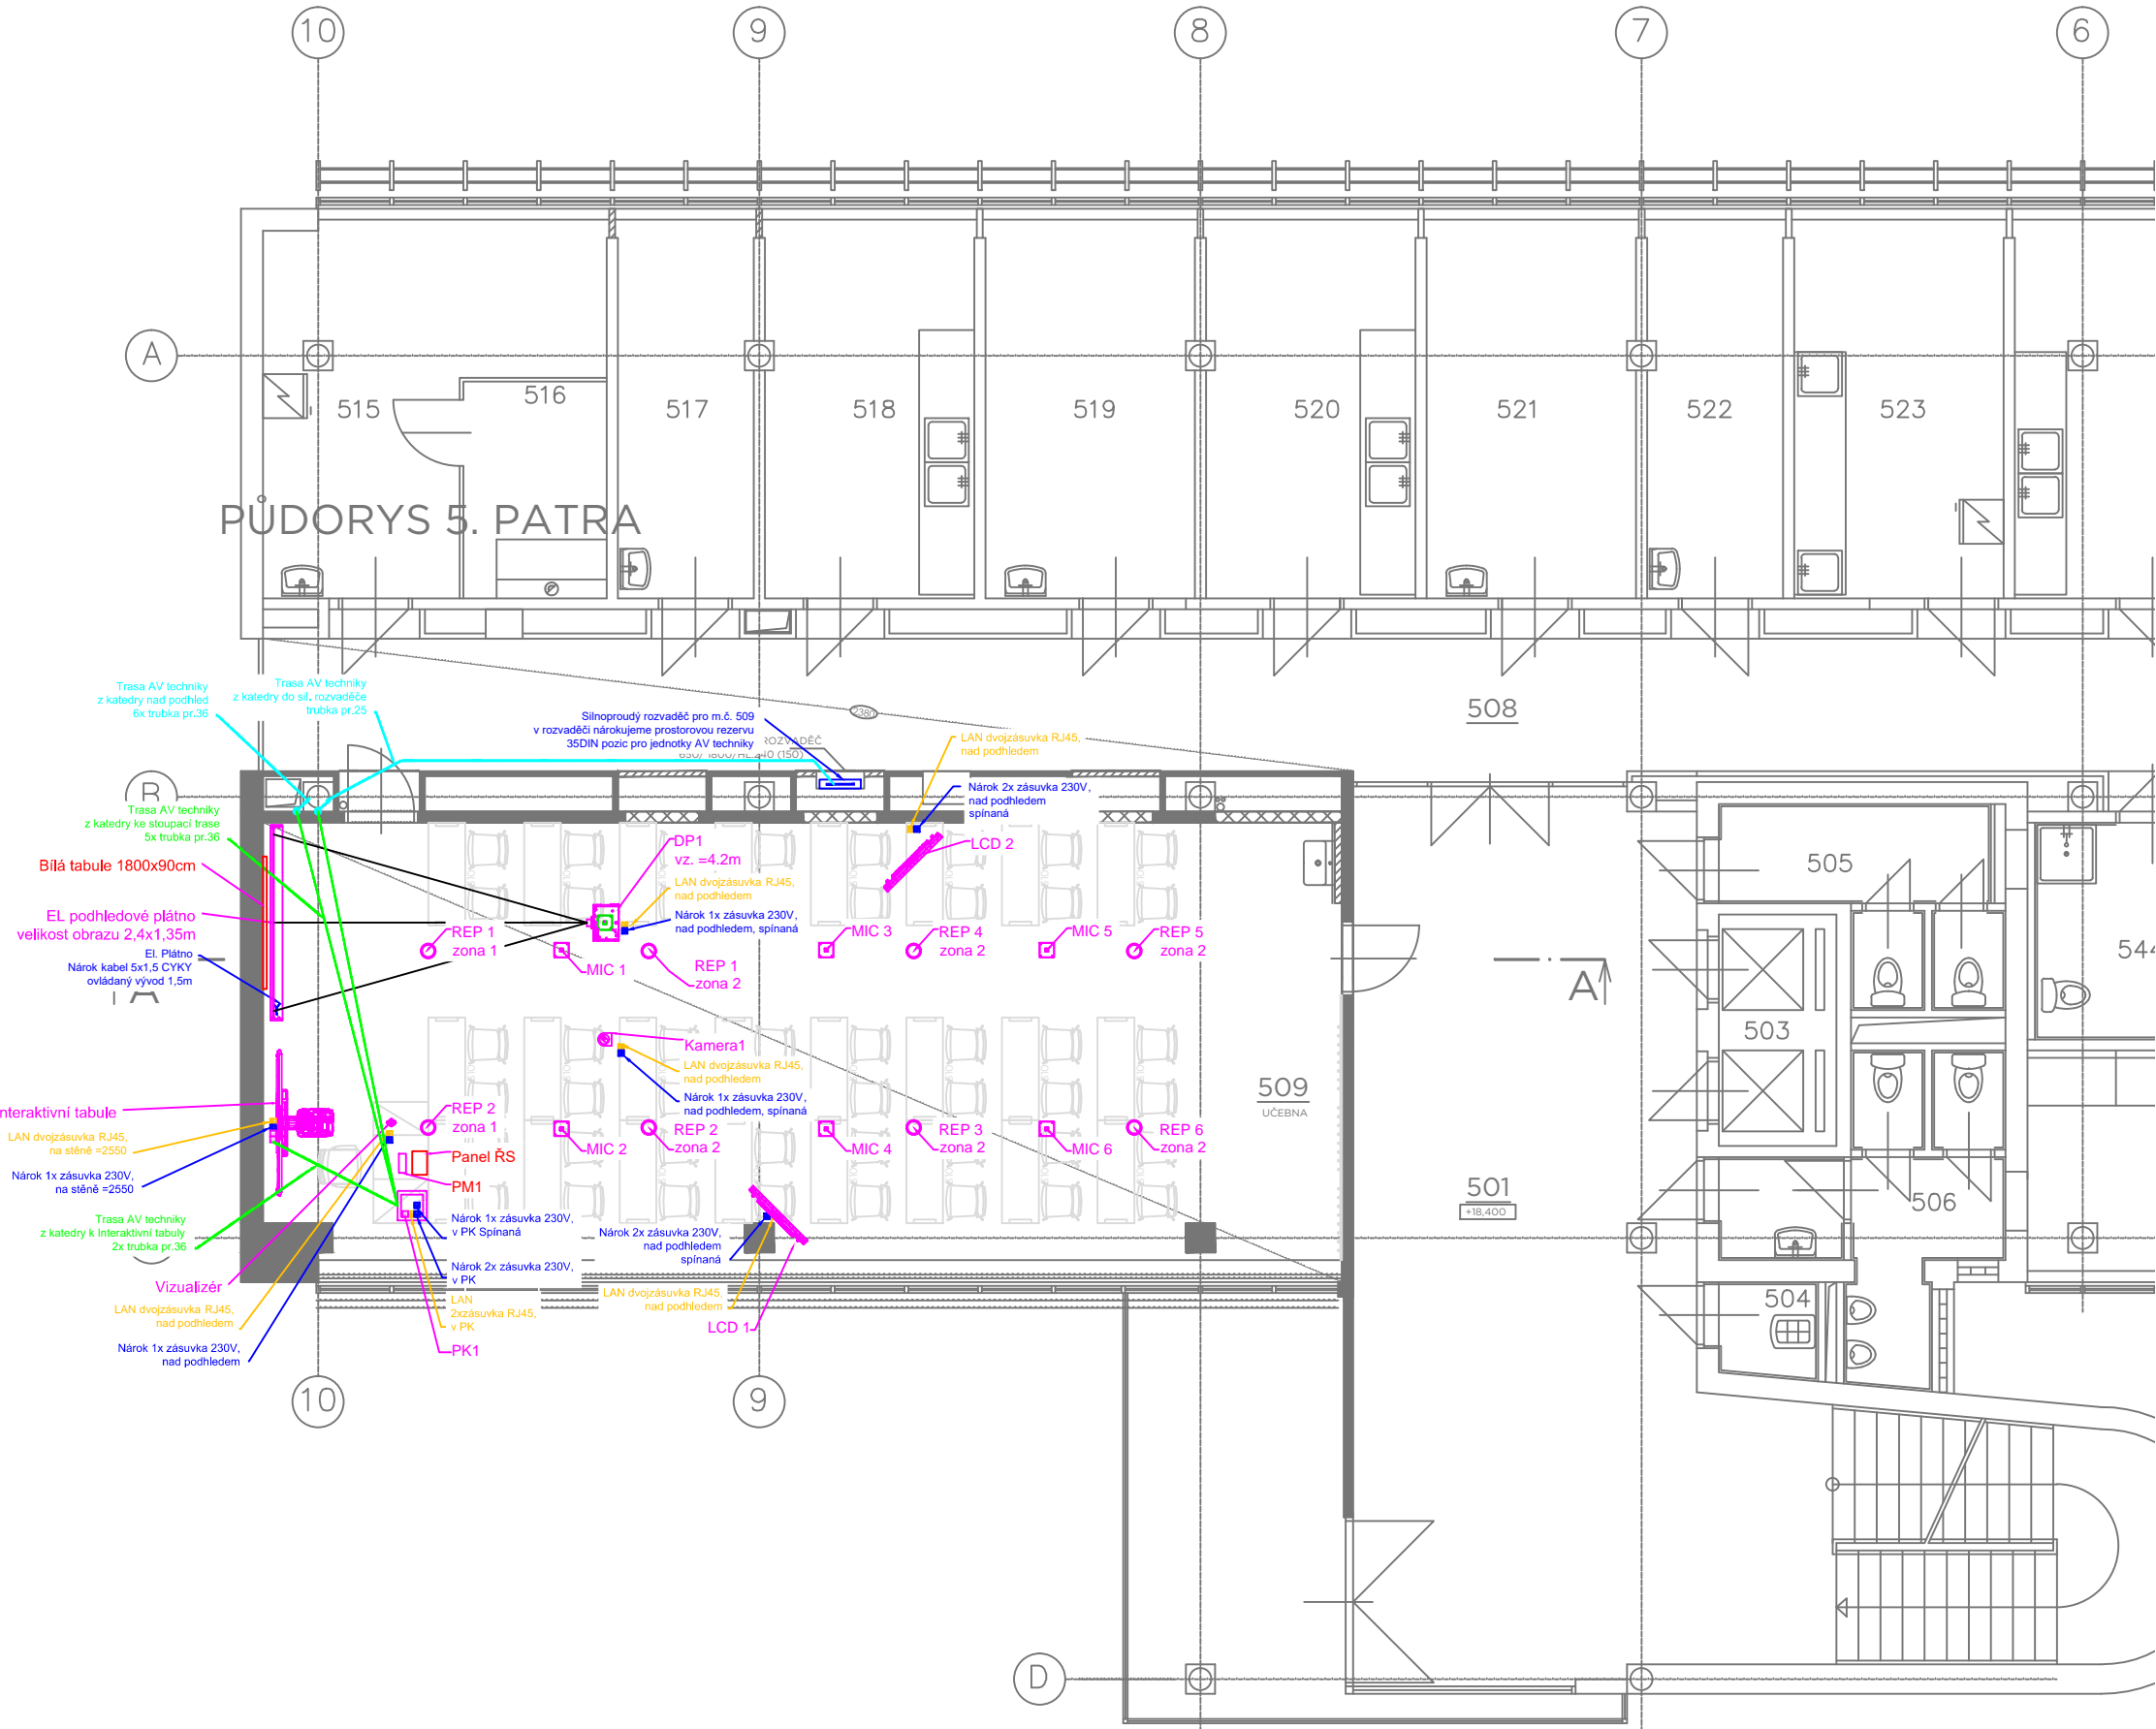 10
9
8
7
6
A
515
516
517
518
519
520
521
522
523
PŮDORYS 5. PATRA
508
2380
Trasa AV techniky
z katedry nad podhled
6x trubka pr.36
Trasa AV techniky
z katedry do sil. rozvaděče
trubka pr.25
Silnoproudý rozvaděč pro m.č. 509
v rozvaděči nárokujeme prostorovou rezervu
35DIN pozic pro jednotky AV techniky
LAN dvojzásuvka RJ45,
nad podhledem
Nárok 2x zásuvka 230V,
nad podhledem
spínaná
B
Trasa AV techniky
z katedry ke stoupací trase
5x trubka pr.36
Bílá tabule 1800x90cm
EL podhledové plátno
velikost obrazu 2,4x1,35m
El. Plátno
Nárok kabel 5x1,5 CYKY
ovládaný vývod 1,5m
A
DP1
vz. =4.2m
LAN dvojzásuvka RJ45,
nad podhledem
Nárok 1x zásuvka 230V,
nad podhledem, spínaná
LCD 2
REP 1
zona 1
MIC 1
REP 1
zona 2
MIC 3
REP 4
zona 2
MIC 5
REP 5
zona 2
A
505
503
544
Kamera1
LAN dvojzásuvka RJ45,
nad podhledem
Nárok 1x zásuvka 230V,
nad podhledem, spínaná
509
UČEBNA
nteraktivní tabule
LAN dvojzásuvka RJ45,
na stěně =2550
Nárok 1x zásuvka 230V,
na stěně =2550
REP 2
zona 1
MIC 2
REP 2
zona 2
MIC 4
REP 3
zona 2
MIC 6
REP 6
zona 2
Panel ŘS
PM1
501
+18,400
506
504
Trasa AV techniky
z katedry k Interaktivní tabuly
2x trubka pr.36
Vizualizér
LAN dvojzásuvka RJ45,
nad podhledem
Nárok 1x zásuvka 230V,
nad podhledem
Nárok 1x zásuvka 230V,
v PK Spínaná
Nárok 2x zásuvka 230V,
v PK
LAN
2xzásuvka RJ45,
v PK
PK1
Nárok 2x zásuvka 230V,
nad podhledem
spínaná
LAN dvojzásuvka RJ45,
nad podhledem
LCD 1
10
9
D